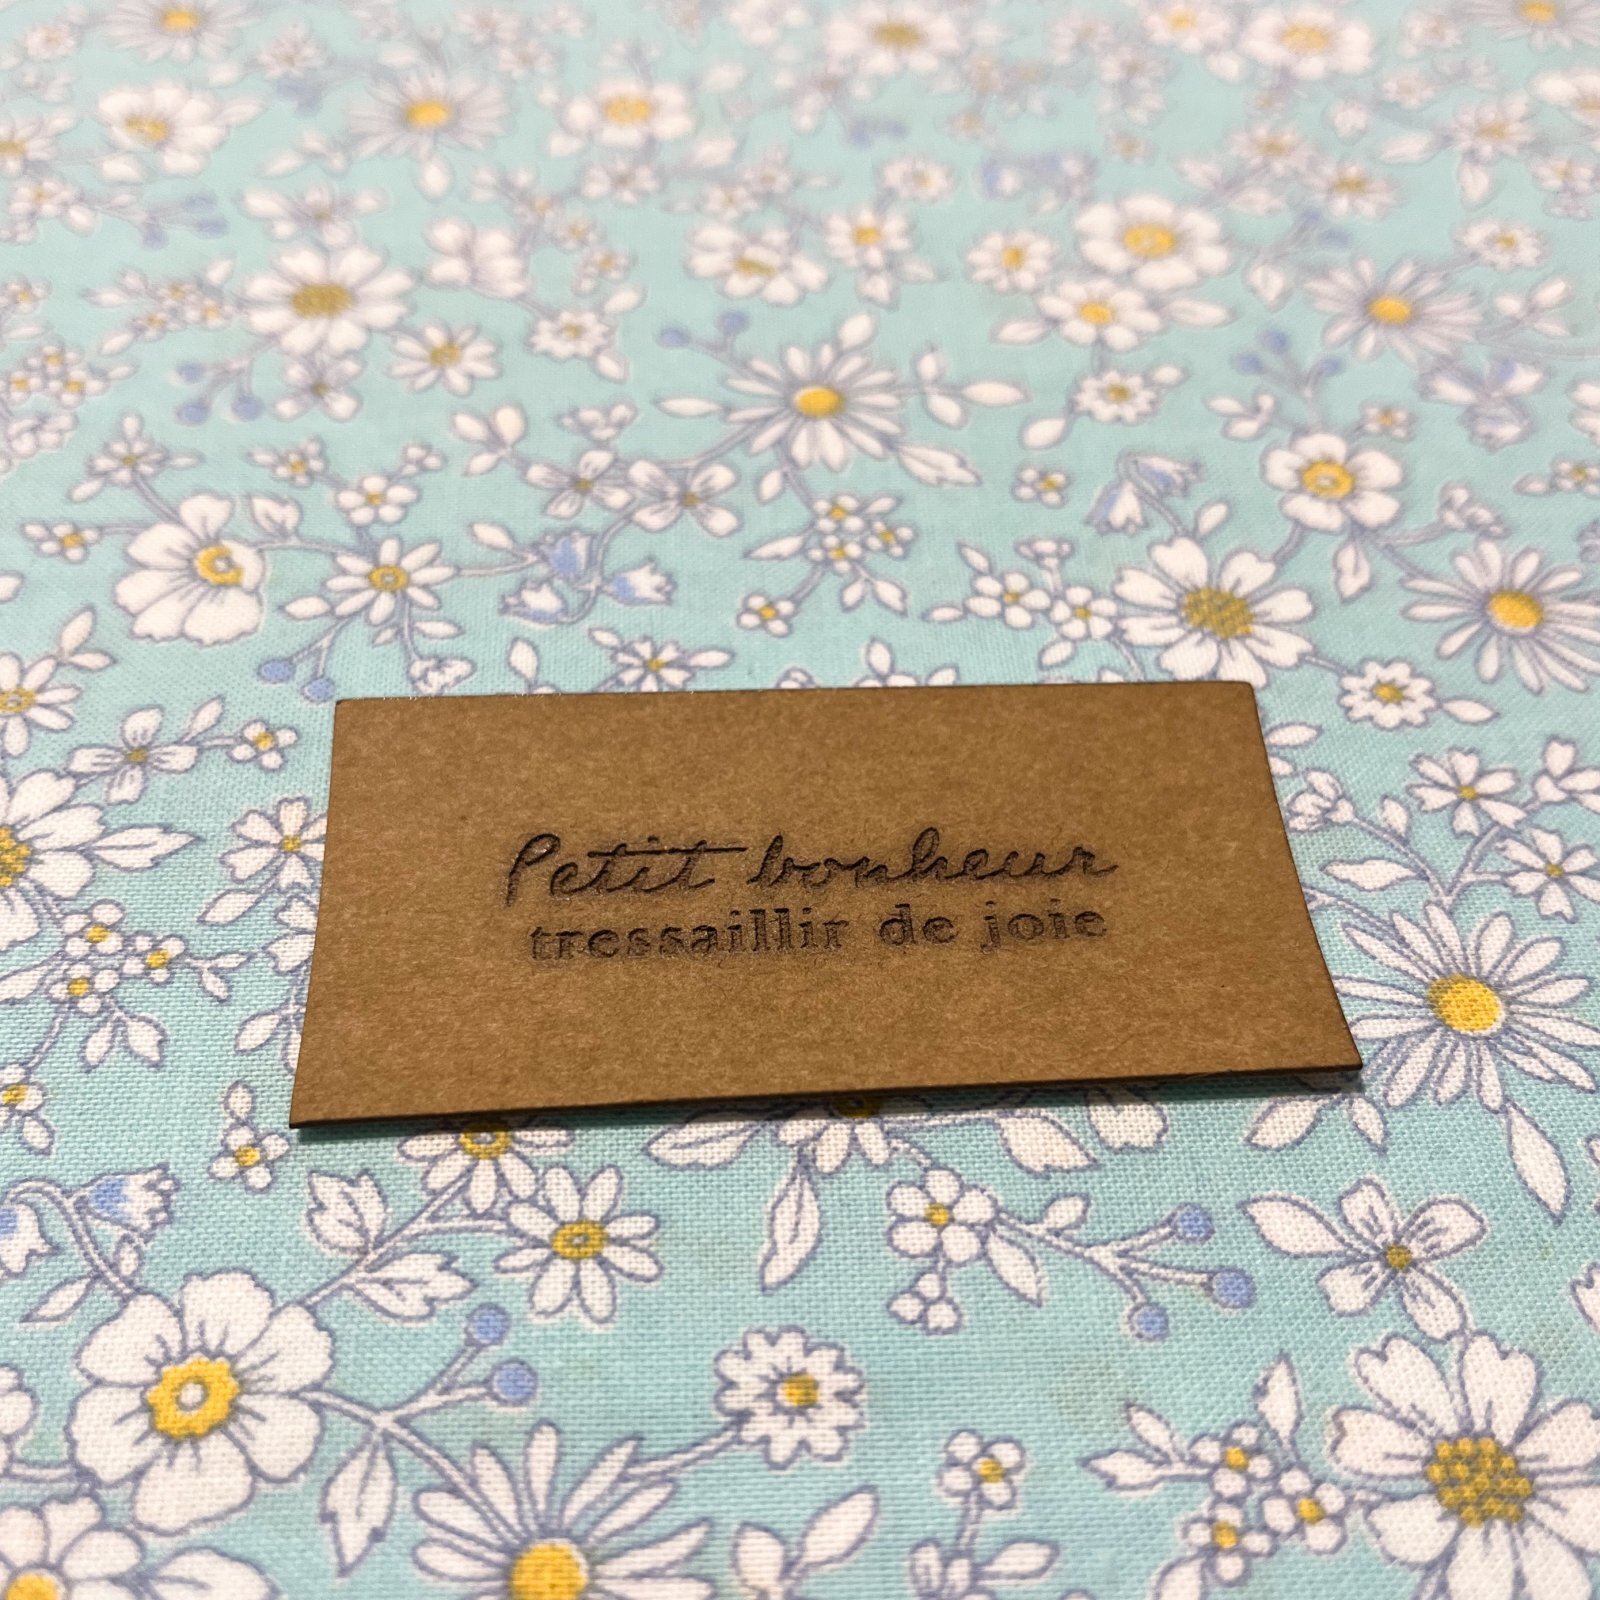 Petit bonheur
tressaillir de joie